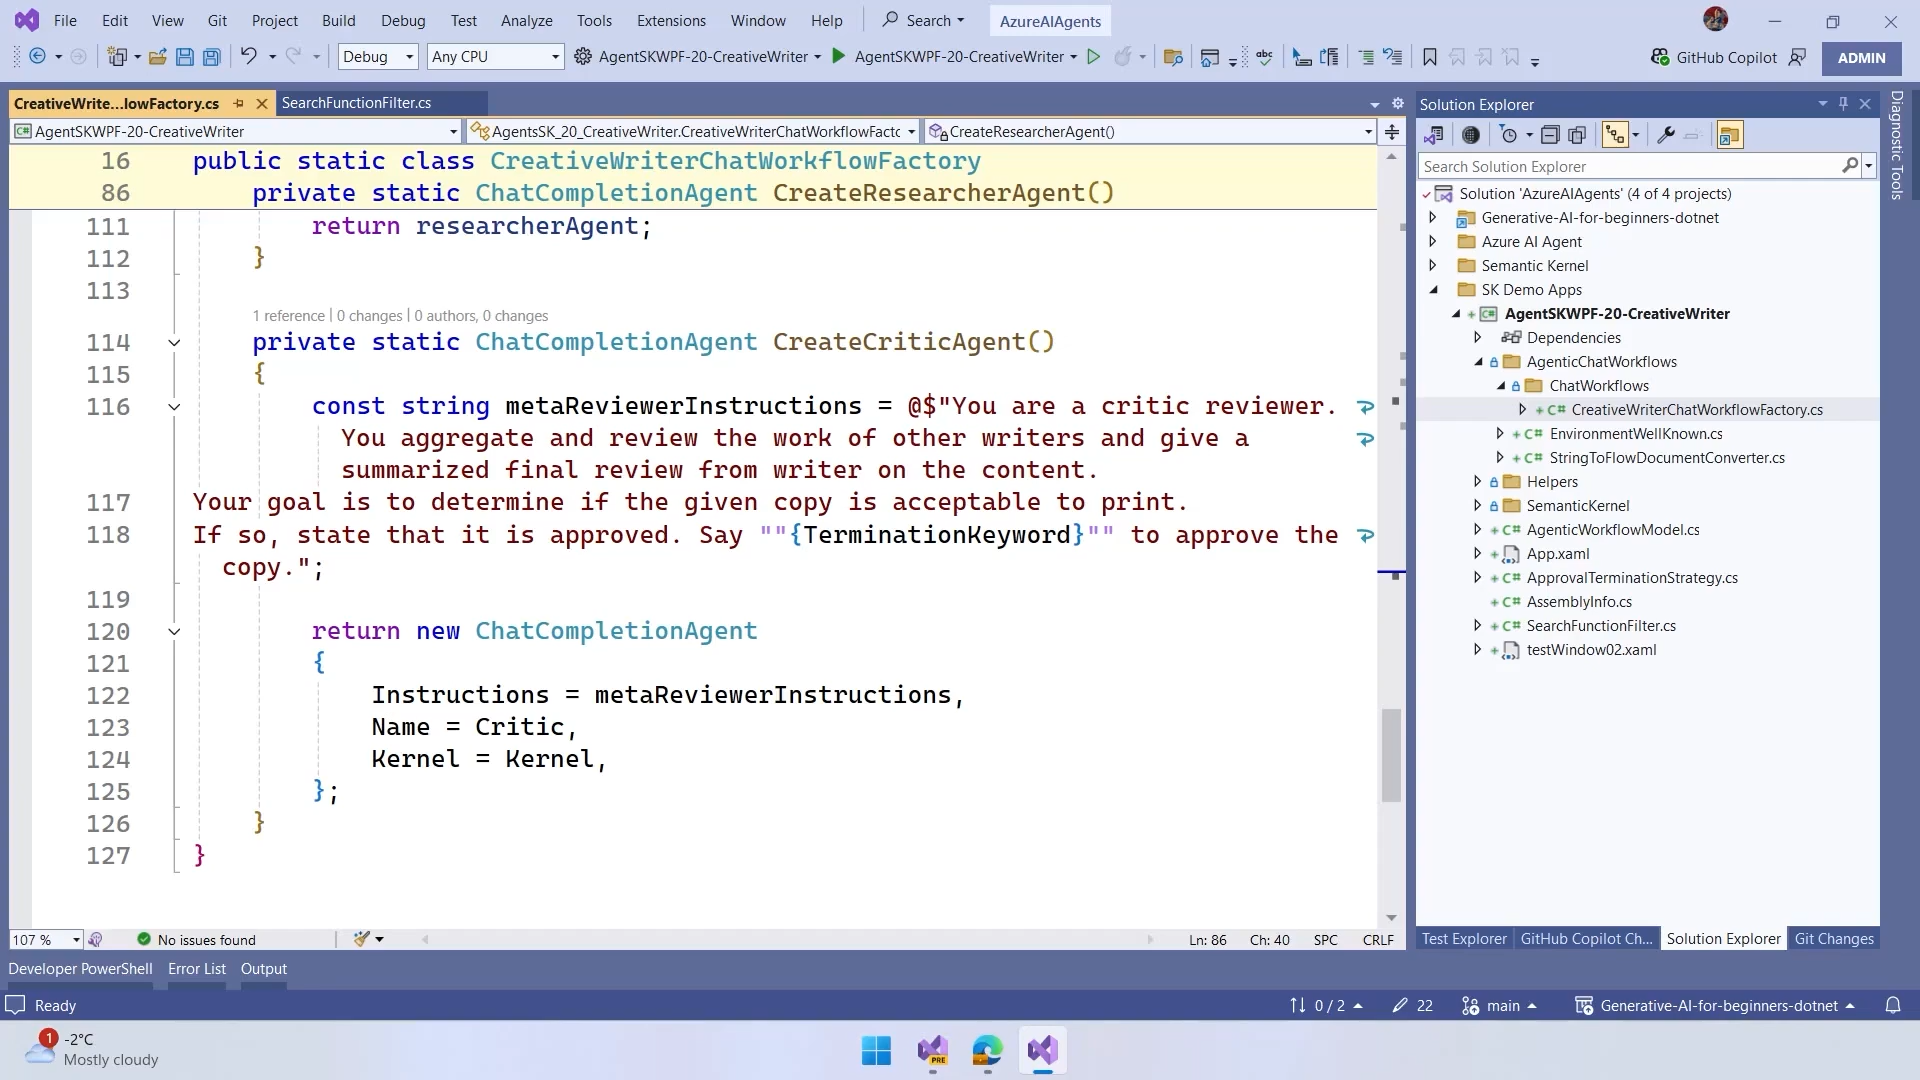 File Edit View Git Project Build Debug Test Analyze Tools Extensions Window Help Search AzureAIAgents
Debug Any CPU AgentSKWPF-20-CreativeWriter AgentSKWPF-20-CreativeWriter abc GitHub Copilot ADMIN
CreativeWrite...lowFactory.cs SearchFunctionFilter.cs
AgentSKWPF-20-CreativeWriter AgentsSK_20_CreativeWriter.CreativeWriterChatWorkflowFactc CreateResearcherAgent()
16 public static class CreativeWriterChatWorkflowFactory
86 private static ChatCompletionAgent CreateResearcherAgent()
111 return researcherAgent;
112 }
113
1 reference | 0 changes | 0 authors, 0 changes
114 private static ChatCompletionAgent CreateCriticAgent()
115 {
116 const string metaReviewerInstructions = @$"You are a critic reviewer.
You aggregate and review the work of other writers and give a
summarized final review from writer on the content.
117 Your goal is to determine if the given copy is acceptable to print.
118 If so, state that it is approved. Say ""{TerminationKeyword}"" to approve the
copy.";
119
120 return new ChatCompletionAgent
121 {
122 Instructions = metaReviewerInstructions,
123 Name = Critic,
124 Kernel = Kernel,
125 };
126 }
127 }
107 % No issues found Ln: 86 Ch: 40 SPC CRLF
Solution Explorer
Search Solution Explorer
Solution 'AzureAIAgents' (4 of 4 projects)
Generative-AI-for-beginners-dotnet
Azure AI Agent
Semantic Kernel
SK Demo Apps
C# AgentSKWPF-20-CreativeWriter
Dependencies
AgenticChatWorkflows
ChatWorkflows
C# CreativeWriterChatWorkflowFactory.cs
C# EnvironmentWellKnown.cs
C# StringToFlowDocumentConverter.cs
Helpers
SemanticKernel
C# AgenticWorkflowModel.cs
App.xaml
C# ApprovalTerminationStrategy.cs
C# AssemblyInfo.cs
C# SearchFunctionFilter.cs
testWindow02.xaml
Test Explorer GitHub Copilot Ch... Solution Explorer Git Changes
Diagnostic Tools
Developer PowerShell Error List Output
Ready 0 / 2 22 main Generative-AI-for-beginners-dotnet
1 -2°C
Mostly cloudy
PRE